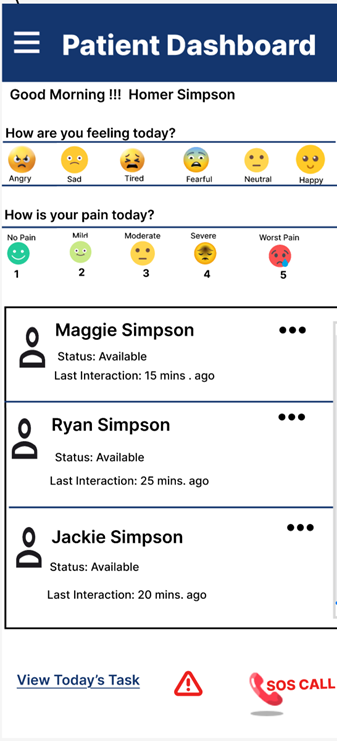 Patient Dashboard
Good Morning !!! Homer Simpson
How are you feeling today?
Angry Sad Tired Fearful Neutral Happy
How is your pain today?
No Pain Mild Moderate Severe Worst Pain
1 2 3 4 5
Maggie Simpson
Status: Available
Last Interaction: 15 mins . ago
Ryan Simpson
Status: Available
Last Interaction: 25 mins. ago
Jackie Simpson
Status: Available
Last Interaction: 20 mins. ago
View Today's Task
SOS CALL